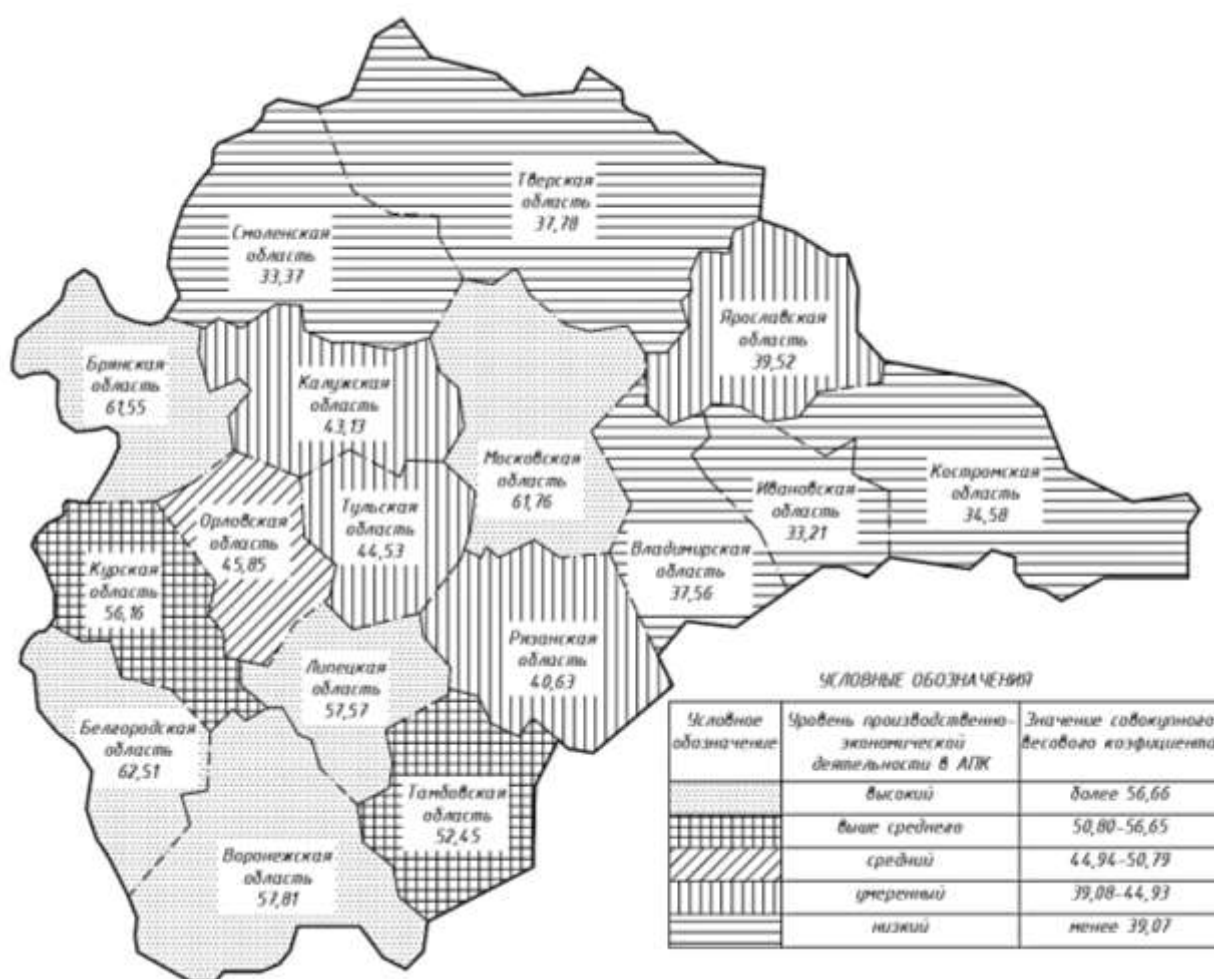 Тверская
область
37,78
Смоленская
область
33,37
Ярославская
область
39,52
Брянская
область
61,55
Калужская
область
43,13
Московская
область
61,76
Костромская
область
34,58
Ивановская
область
33,21
Тульская
область
44,53
Орловская
область
45,85
Владимирская
область
37,56
Курская
область
56,16
Рязанская
область
40,63
Липецкая
область
57,57
Белгородская
область
62,51
Тамбовская
область
52,45
Воронежская
область
57,81
УСЛОВНЫЕ ОБОЗНАЧЕНИЯ
Условное
обозначение
Уровень производственно-
экономической
деятельности в АПК
Значение совокупного
весового коэфициента
высокий
более 56,66
выше среднего
50,80-56,65
средний
44,94-50,79
умеренный
39,08-44,93
низкий
менее 39,07